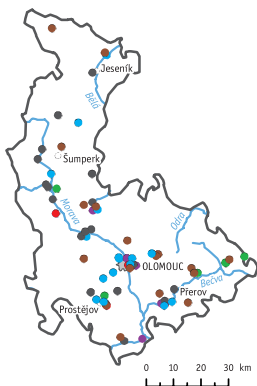 Jeseník
Bělá
Šumperk
Morava
Odra
OLOMOUC
Bečva
Přerov
Prostějov
0 10 20 30 km